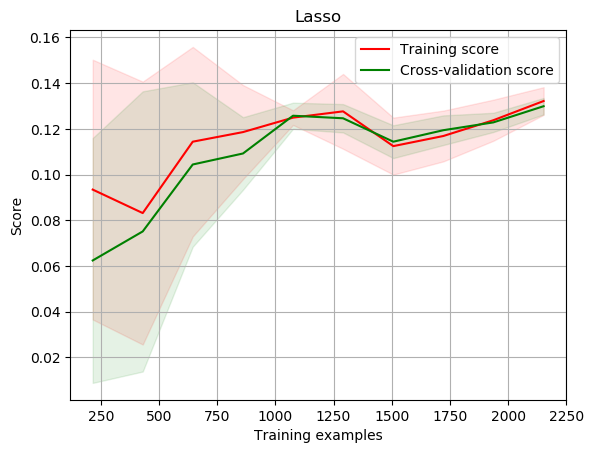 Lasso
0.16
0.14
0.12
0.10
0.08
0.06
0.04
0.02
Score
Training score
Cross-validation score
250 500 750 1000 1250 1500 1750 2000 2250
Training examples